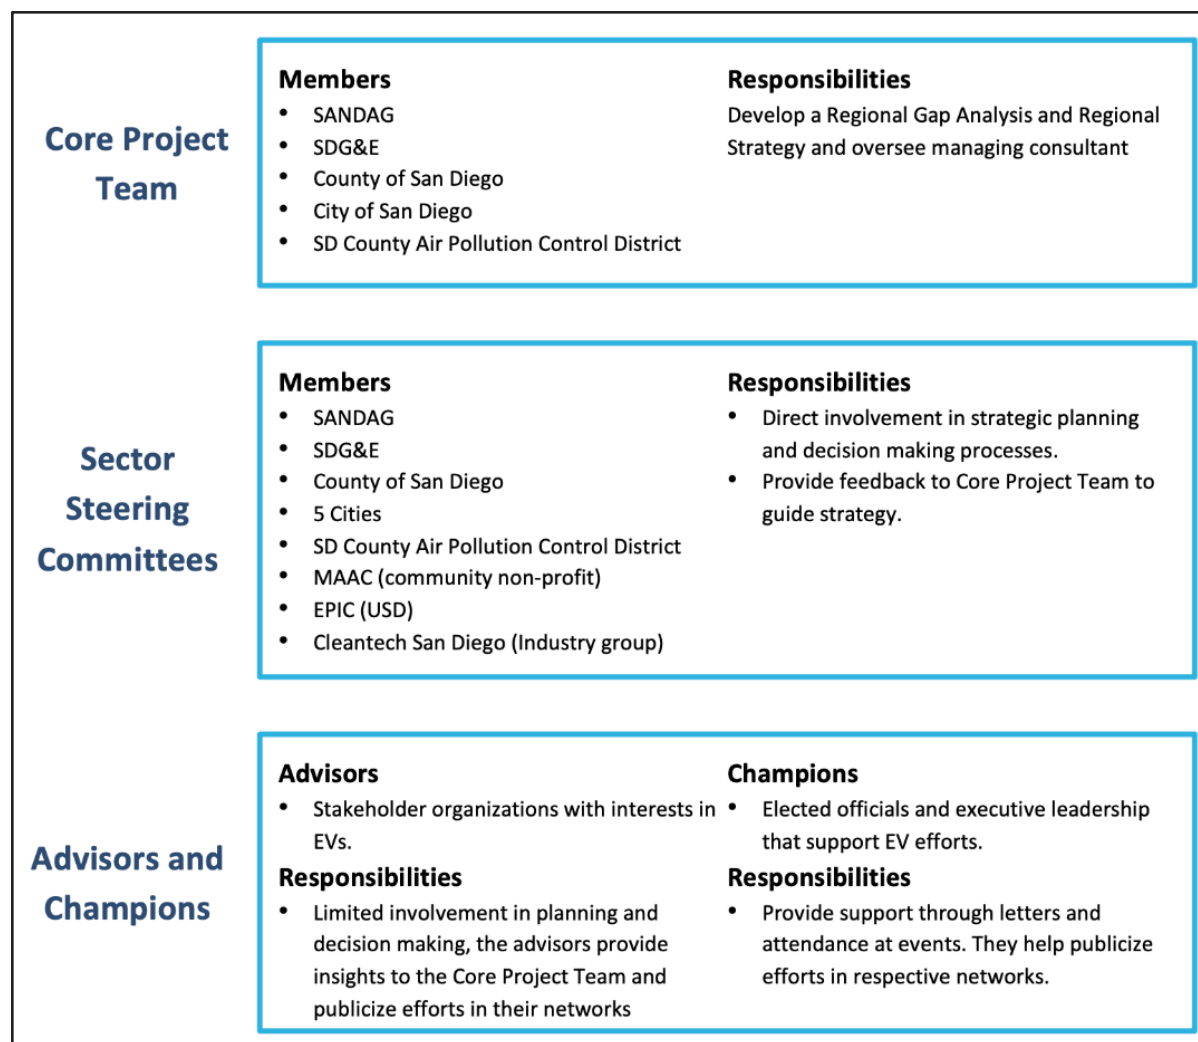 Core Project
Team
Members
• SANDAG
• SDG&E
• County of San Diego
• City of San Diego
• SD County Air Pollution Control District
Responsibilities
Develop a Regional Gap Analysis and Regional
Strategy and oversee managing consultant
Sector
Steering
Committees
Members
• SANDAG
• SDG&E
• County of San Diego
• 5 Cities
• SD County Air Pollution Control District
• MAAC (community non-profit)
• EPIC (USD)
• Cleantech San Diego (Industry group)
Responsibilities
• Direct involvement in strategic planning
and decision making processes.
• Provide feedback to Core Project Team to
guide strategy.
Advisors and
Champions
Advisors
• Stakeholder organizations with interests in
EVs.
Responsibilities
• Limited involvement in planning and
decision making, the advisors provide
insights to the Core Project Team and
publicize efforts in their networks
Champions
• Elected officials and executive leadership
that support EV efforts.
Responsibilities
• Provide support through letters and
attendance at events. They help publicize
efforts in respective networks.